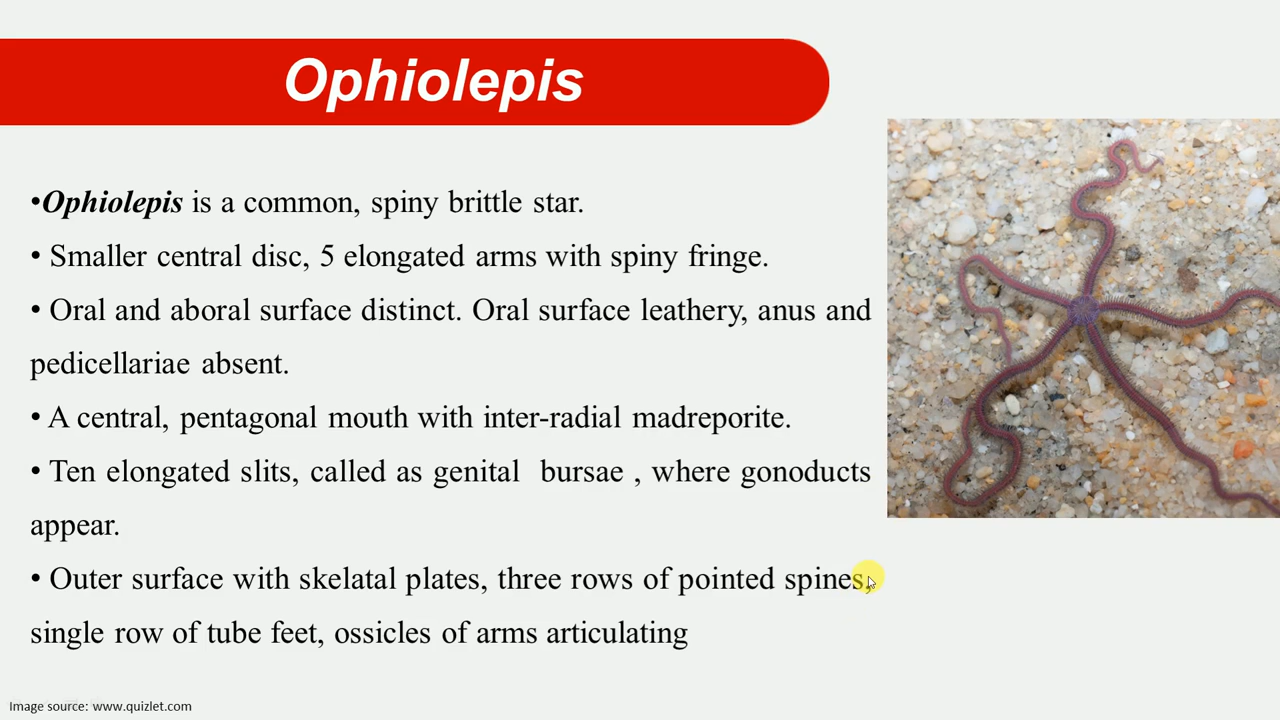 Ophiolepis
•Ophiolepis is a common, spiny brittle star.
• Smaller central disc, 5 elongated arms with spiny fringe.
• Oral and aboral surface distinct. Oral surface leathery, anus and
pedicellariae absent.
• A central, pentagonal mouth with inter-radial madreporite.
• Ten elongated slits, called as genital bursae , where gonoducts
appear.
• Outer surface with skelatal plates, three rows of pointed spines,
single row of tube feet, ossicles of arms articulating
Image source: www.quizlet.com